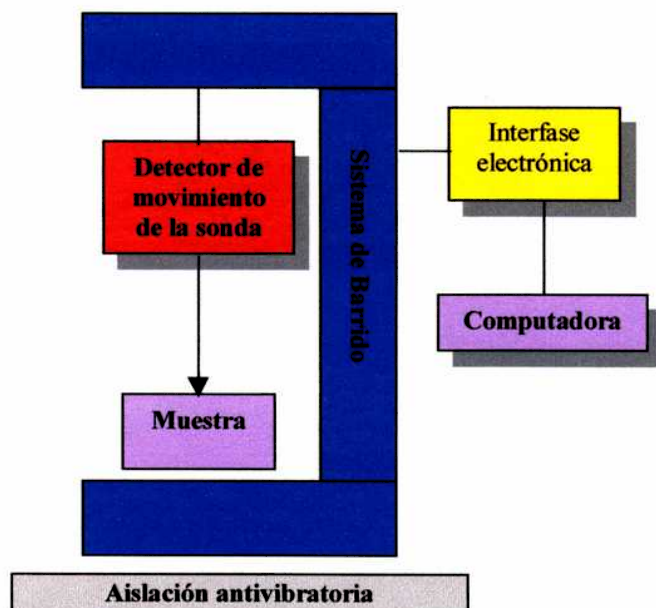 Detector de
movimiento
de la sonda
Sistema de Barrido
Interfase
electrónica
Computadora
Muestra
Aislación antivibratoria